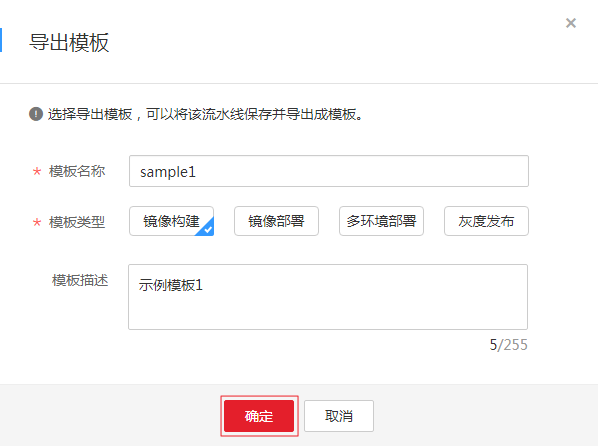 导出模板
×
! 选择导出模板，可以将该流水线保存并导出成模板。
* 模板名称 sample1
* 模板类型 镜像构建 镜像部署 多环境部署 灰度发布
模板描述 示例模板1
5/255
确定 取消